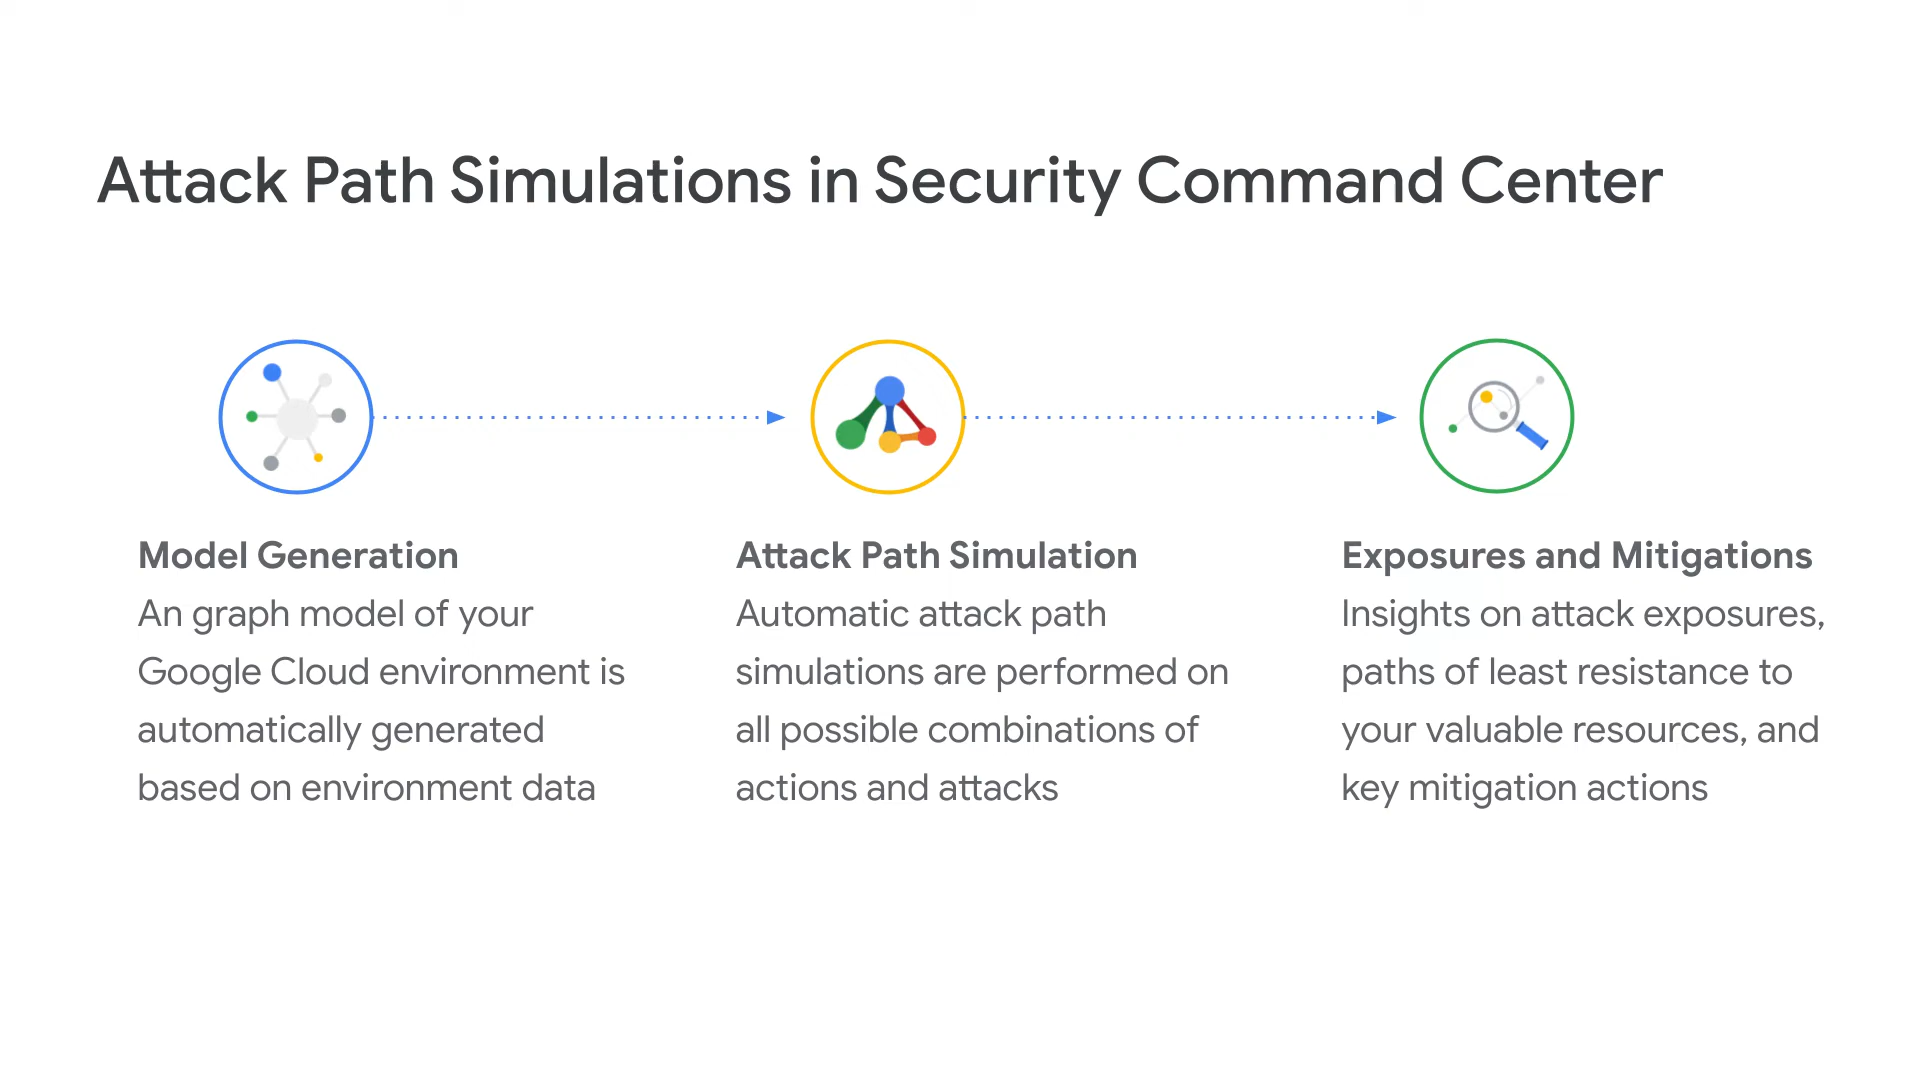 Attack Path Simulations in Security Command Center
Model Generation
An graph model of your
Google Cloud environment is
automatically generated
based on environment data
Attack Path Simulation
Automatic attack path
simulations are performed on
all possible combinations of
actions and attacks
Exposures and Mitigations
Insights on attack exposures,
paths of least resistance to
your valuable resources, and
key mitigation actions